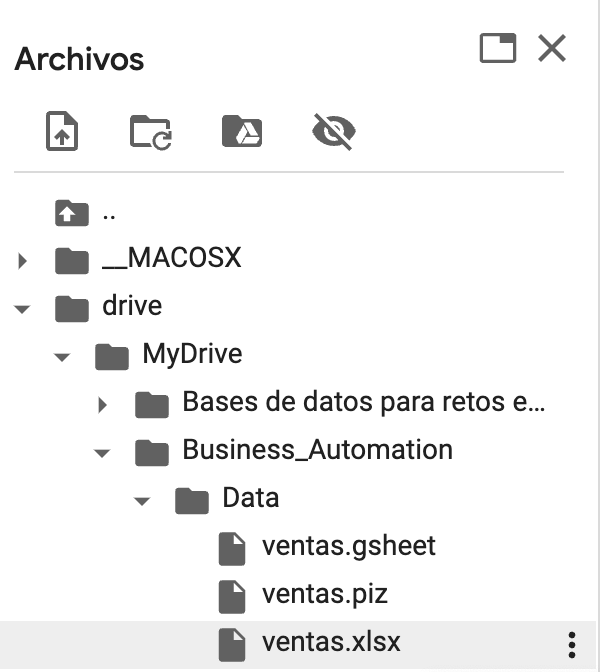 Archivos
..
__MACOSX
drive
MyDrive
Bases de datos para retos e...
Business_Automation
Data
ventas.gsheet
ventas.piz
ventas.xlsx